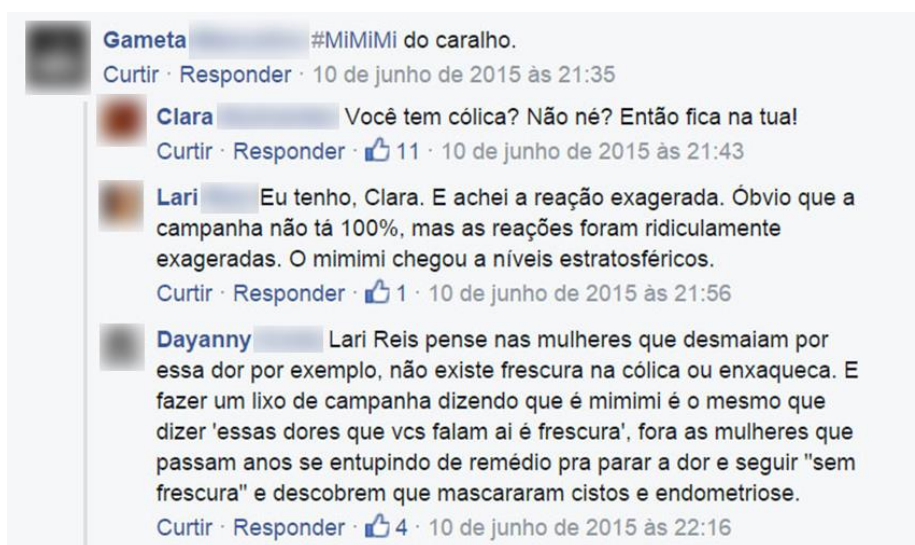 Gameta #MiMiMi do caralho.
Curtir · Responder · 10 de junho de 2015 às 21:35
Clara Você tem cólica? Não né? Então fica na tua!
Curtir · Responder · 11 · 10 de junho de 2015 às 21:43
Lari Eu tenho, Clara. E achei a reação exagerada. Óbvio que a
campanha não tá 100%, mas as reações foram ridiculamente
exageradas. O mimimi chegou a níveis estratosféricos.
Curtir · Responder · 1 · 10 de junho de 2015 às 21:56
Dayanny Lari Reis pense nas mulheres que desmaiam por
essa dor por exemplo, não existe frescura na cólica ou enxaqueca. E
fazer um lixo de campanha dizendo que é mimimi é o mesmo que
dizer 'essas dores que vcs falam ai é frescura', fora as mulheres que
passam anos se entupindo de remédio pra parar a dor e seguir "sem
frescura" e descobrem que mascararam cistos e endometriose.
Curtir · Responder · 4 · 10 de junho de 2015 às 22:16